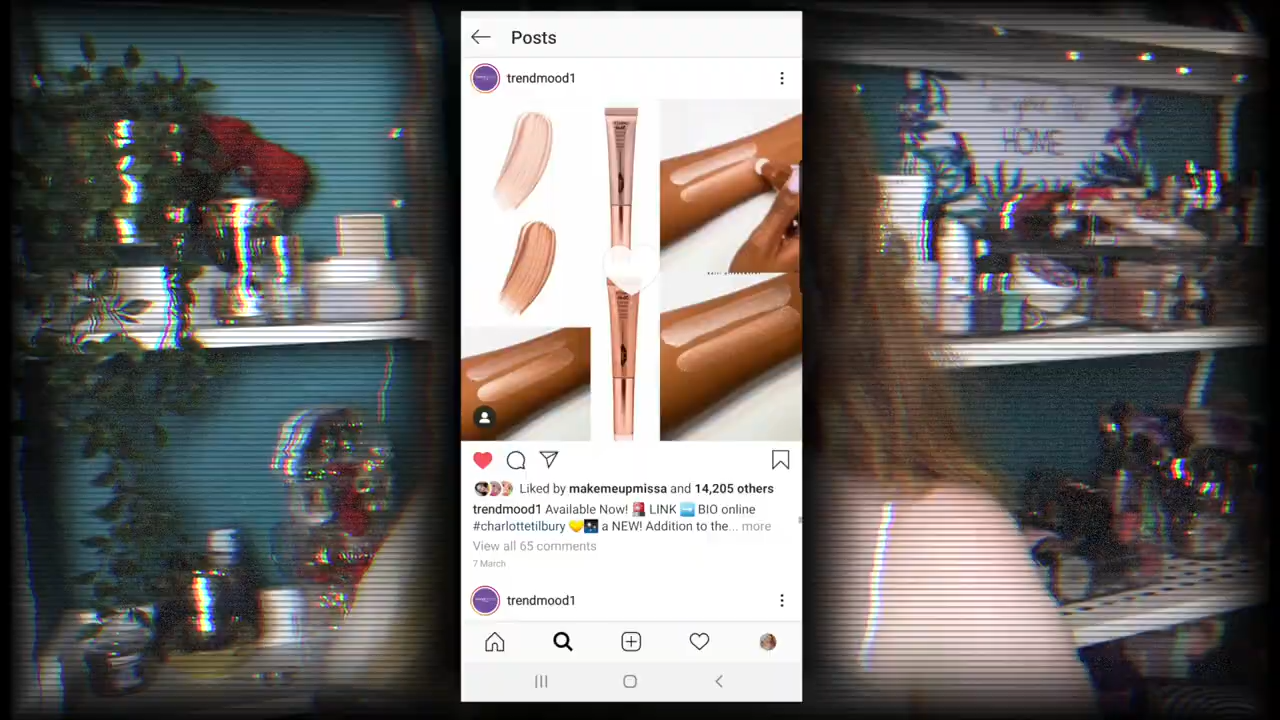 Posts
trendmood1
HOME
Liked by makemeupmissa and 14,205 others
trendmood1 Available Now! 🚨 LINK ➡️ BIO online
#charlottetilbury 💛🌌 a NEW! Addition to the... more
View all 65 comments
7 March
trendmood1